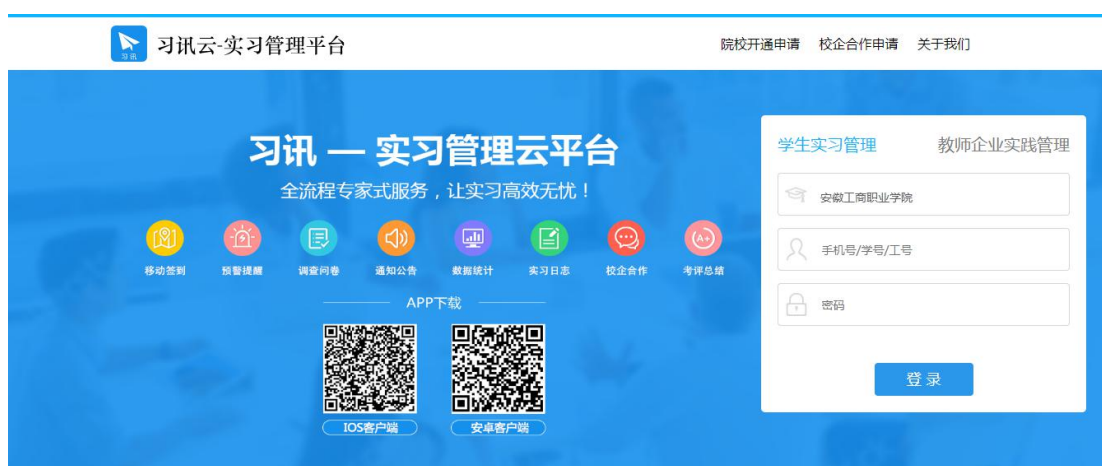 习讯云-实习管理平台
院校开通申请 校企合作申请 关于我们
习讯
习讯 — 实习管理云平台
全流程专家式服务，让实习高效无忧！
移动签到 预警提醒 调查问卷 通知公告 数据统计 实习日志 校企合作 考评总结
A+
APP下载
IOS客户端 安卓客户端
学生实习管理 教师企业实践管理
安徽工商职业学院
手机号/学号/工号
密码
登 录